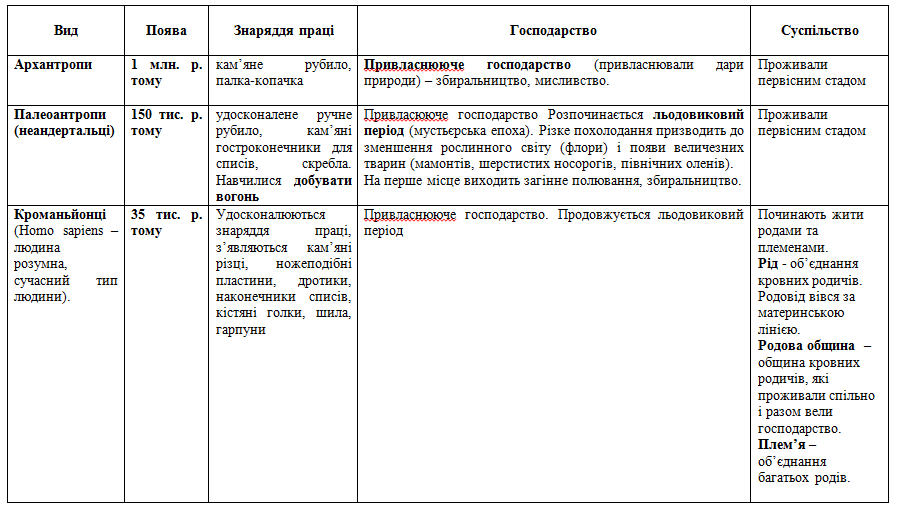 Вид
Поява
Знаряддя праці
Господарство
Суспільство
Архантропи
1 млн. р.
тому
кам’яне рубило,
палка-копачка
Привласнююче господарство (привласнювали дари
природи) – збиральництво, мисливство.
Проживали
первісним стадом
Палеоантропи
(неандертальці)
150 тис. р.
тому
удосконалене ручне
рубило, кам’яні
гостроконечники для
списів, скребла.
Навчилися добувати
вогонь
Привласююче господарство Розпочинається льодовиковий
період (мустьєрська епоха). Різке похолодання призводить до
зменшення рослинного світу (флори) і появи величезних
тварин (мамонтів, шерстистих носорогів, північних оленів).
На перше місце виходить загінне полювання, збиральництво.
Проживали
первісним стадом
Кроманьйонці
(Homo sapiens –
людина
розумна,
сучасний тип
людини).
35 тис. р.
тому
Удосконалюються
знаряддя праці,
з’являються кам’яні
різці, ножеподібні
пластини, дротики,
наконечники списів,
кістяні голки, шила,
гарпуни
Привласнююче господарство. Продовжується льодовиковий
період
Починають жити
родами та
племенами.
Рід - об’єднання
кровних родичів.
Родовід вівся за
материнською
лінією.
Родова община –
община кровних
родичів, які
проживали спільно
і разом вели
господарство.
Плем’я –
об’єднання
багатьох родів.